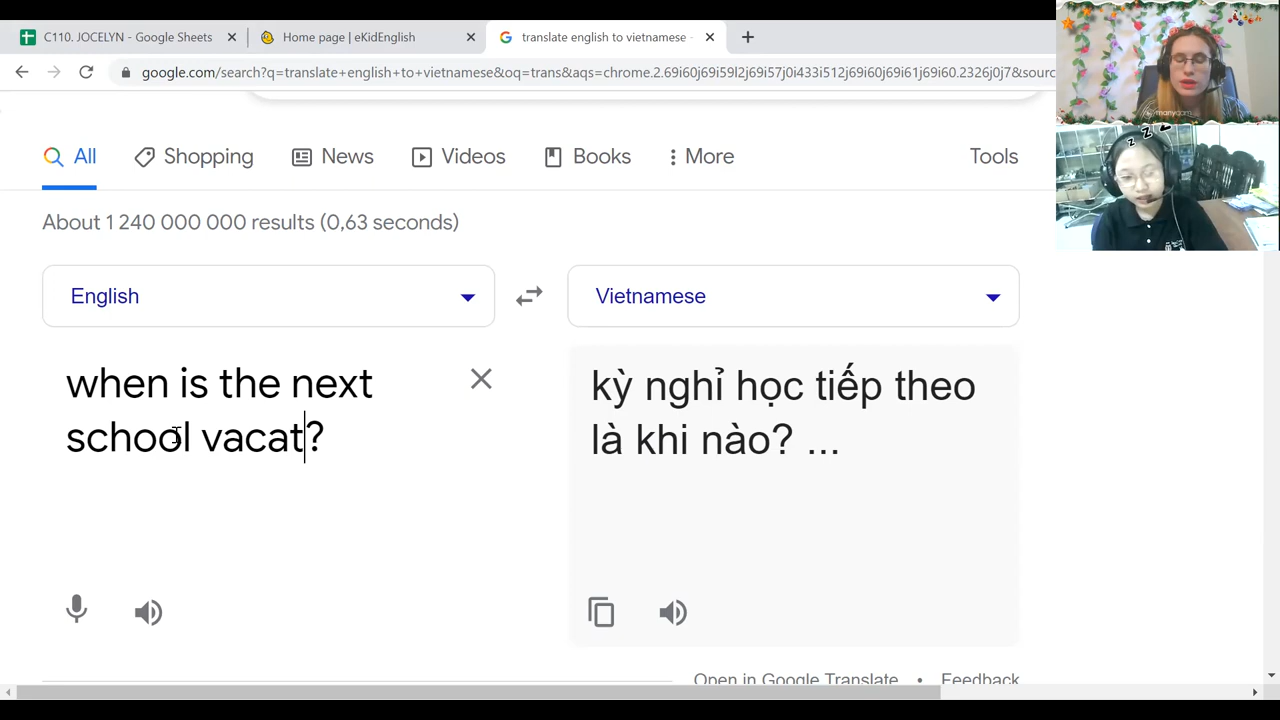 C110. JOCELYN - Google Sheets
Home page | eKidEnglish
translate english to vietnamese -
google.com/search?q=translate+english+to+vietnamese&oq=trans&aqs=chrome.2.69i60j69i59l2j69i57j0i433i512j69i60j69i61j69i60.2326j0j7&sourc
manycam
z z Z
All
Shopping
News
Videos
Books
More
Tools
About 1 240 000 000 results (0,63 seconds)
English
Vietnamese
when is the next
school vacat?
kỳ nghỉ học tiếp theo
là khi nào? ...
Open in Google Translate • Feedback